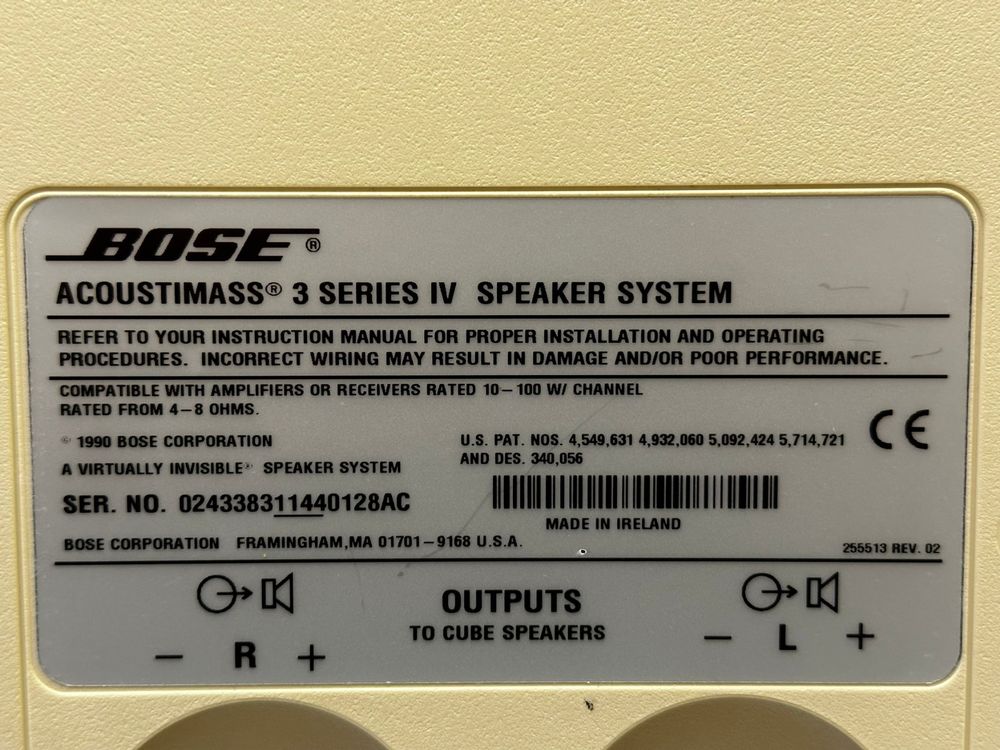 BOSE®
ACOUSTIMASS® 3 SERIES IV SPEAKER SYSTEM
REFER TO YOUR INSTRUCTION MANUAL FOR PROPER INSTALLATION AND OPERATING
PROCEDURES. INCORRECT WIRING MAY RESULT IN DAMAGE AND/OR POOR PERFORMANCE.
COMPATIBLE WITH AMPLIFIERS OR RECEIVERS RATED 10–100 W/ CHANNEL
RATED FROM 4–8 OHMS.
© 1990 BOSE CORPORATION
A VIRTUALLY INVISIBLE® SPEAKER SYSTEM
SER. NO. 024338311440128AC
U.S. PAT. NOS. 4,549,631 4,932,060 5,092,424 5,714,721
AND DES. 340,056
CE
MADE IN IRELAND
BOSE CORPORATION FRAMINGHAM,MA 01701–9168 U.S.A.
255513 REV. 02
OUTPUTS
TO CUBE SPEAKERS
– R +
– L +